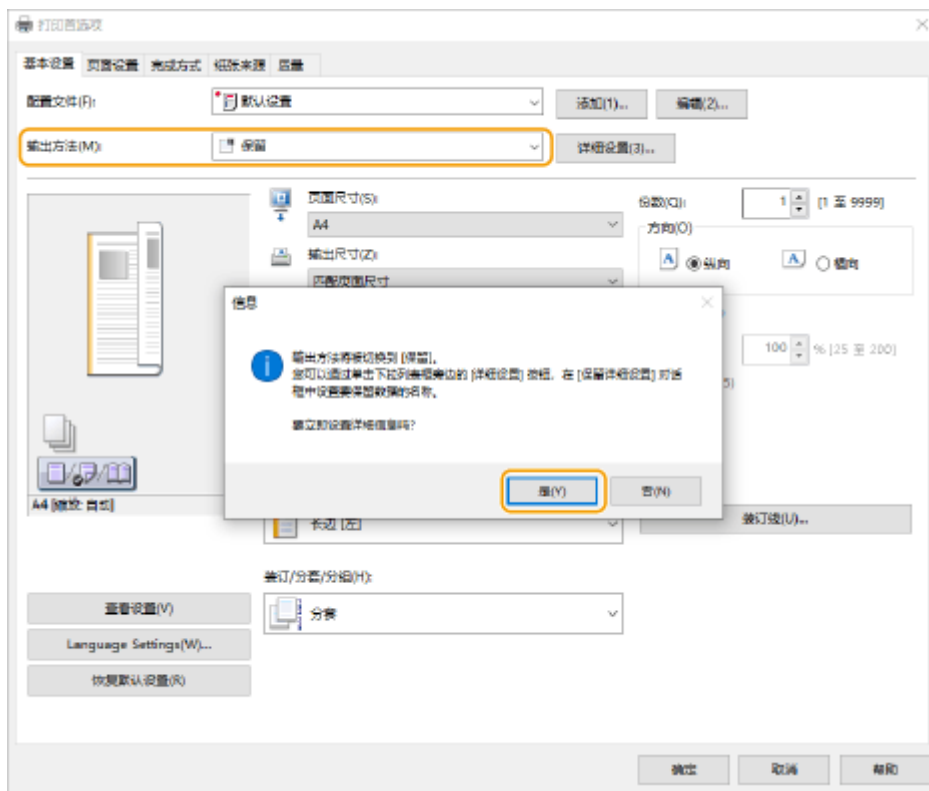 打印首选项
基本设置 页面设置 完成方式 纸张来源 质量
配置文件(F): 默认设置 添加(1)... 编辑(2)...
输出方法(M): 保留 详细设置(3)...
页面尺寸(S): 份数(Q): 1 [1 至 9999]
A4 方向(O)
输出尺寸(Z): A 纵向 A 横向
匹配页面尺寸
信息
100 % [25 至 200]
输出方法将被切换到 [保留]。
您可以通过单击下拉列表框旁边的 [详细设置] 按钮，在 [保留详细设置] 对话
框中设置要保留数据的名称。
要立即设置详细信息吗?
是(Y) 否(N)
A4 [缩放: 自动]
长边 [左] 装订线(U)...
装订/分套/分组(H):
查看设置(V) 分套
Language Settings(W)...
恢复默认设置(R)
确定 取消 帮助